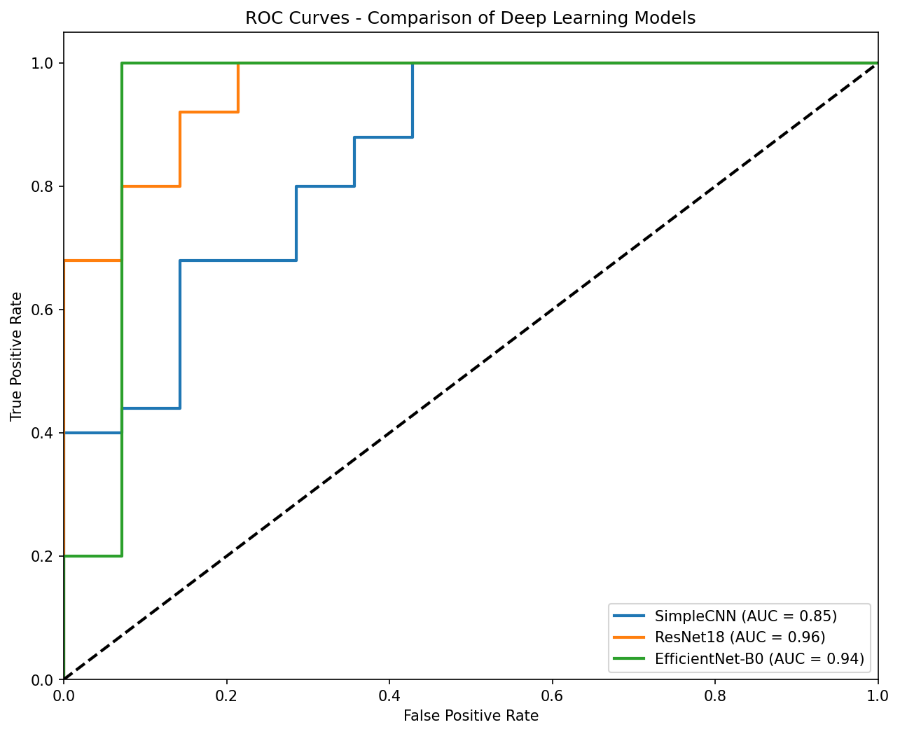 ROC Curves - Comparison of Deep Learning Models
True Positive Rate
1.0
0.8
0.6
0.4
0.2
0.0
0.0 0.2 0.4 0.6 0.8 1.0
False Positive Rate
SimpleCNN (AUC = 0.85)
ResNet18 (AUC = 0.96)
EfficientNet-B0 (AUC = 0.94)